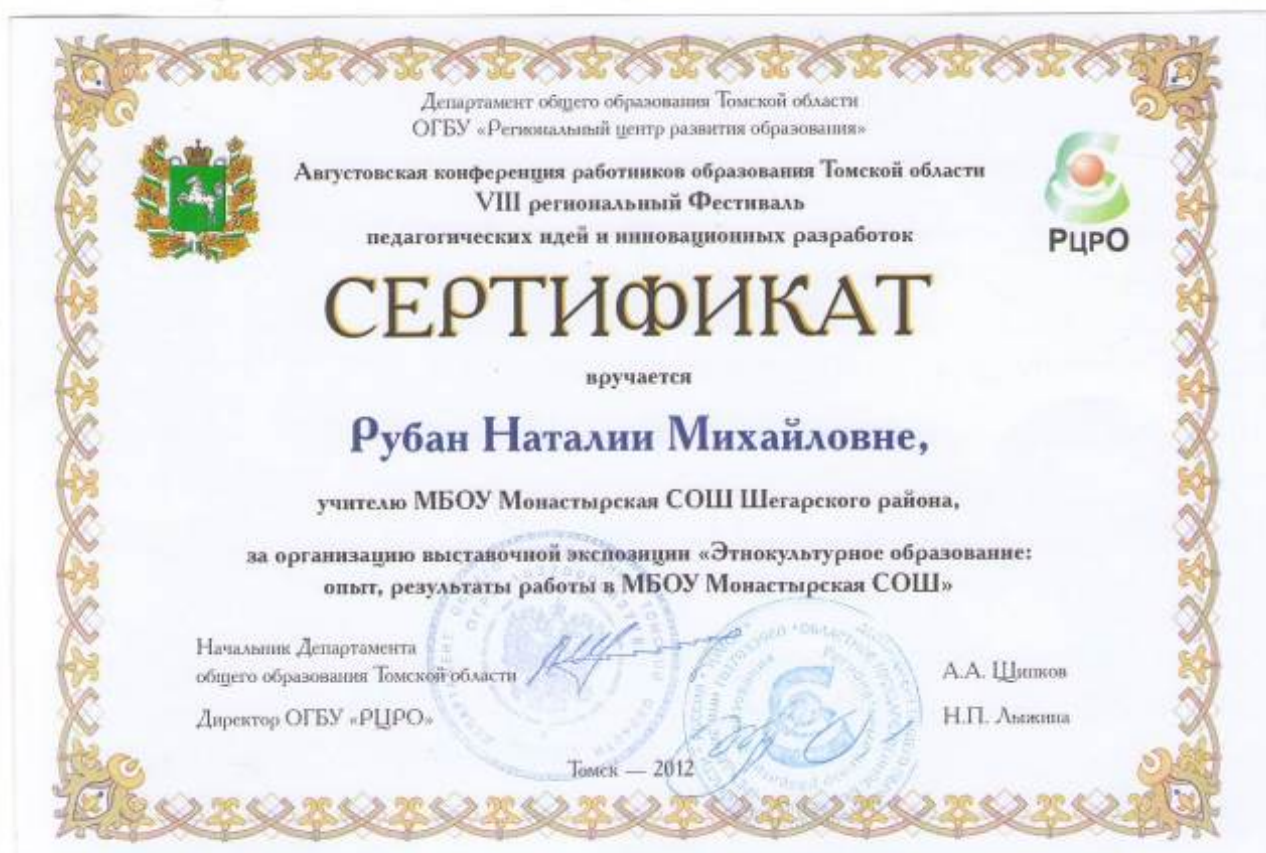 Департамент общего образования Томской области
ОГБУ «Региональный центр развития образования»
Августовская конференция работников образования Томской области
VIII региональный Фестиваль
педагогических идей и инновационных разработок
РЦРО
СЕРТИФИКАТ
вручается
Рубан Наталии Михайловне,
учителю МБОУ Монастырская СОШ Шегарского района,
за организацию выставочной экспозиции «Этнокультурное образование:
опыт, результаты работы в МБОУ Монастырская СОШ»
Начальник Департамента
общего образования Томской области
А.А. Щипков
Директор ОГБУ «РЦРО»
Н.П. Лыжина
Томск — 2012